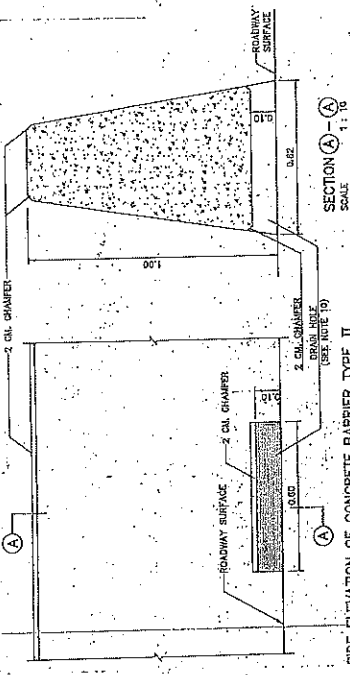 2 CM. CHAMFER
ROADWAY
SURFACE
A
1.00
0.10
0.62
2 CM. CHAMFER
ROADWAY SURFACE
0.10
0.60
A
2 CM. CHAMFER
DRAIN HOLE
(SEE NOTE 10)
SECTION A - A
SCALE 1 : 10
SIDE ELEVATION OF CONCRETE BARRIER TYPE II